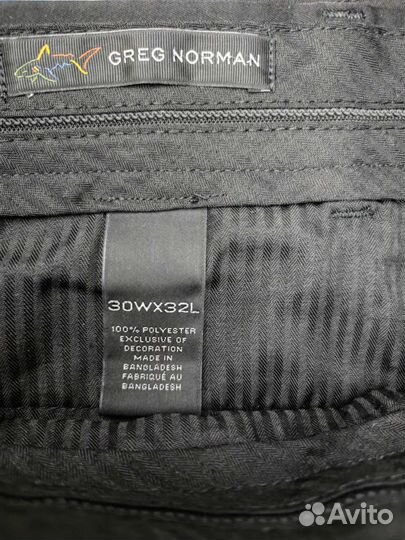 GREG NORMAN
30WX32L
100% POLYESTER
EXCLUSIVE OF
DECORATION
MADE IN
BANGLADESH
FABRIQUÉ AU
BANGLADESH
Avito